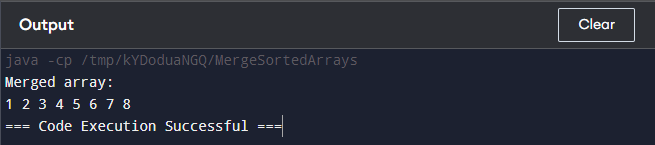 Output
Clear
java -cp /tmp/kYDoduaNGQ/MergeSortedArrays
Merged array:
1 2 3 4 5 6 7 8
=== Code Execution Successful ===